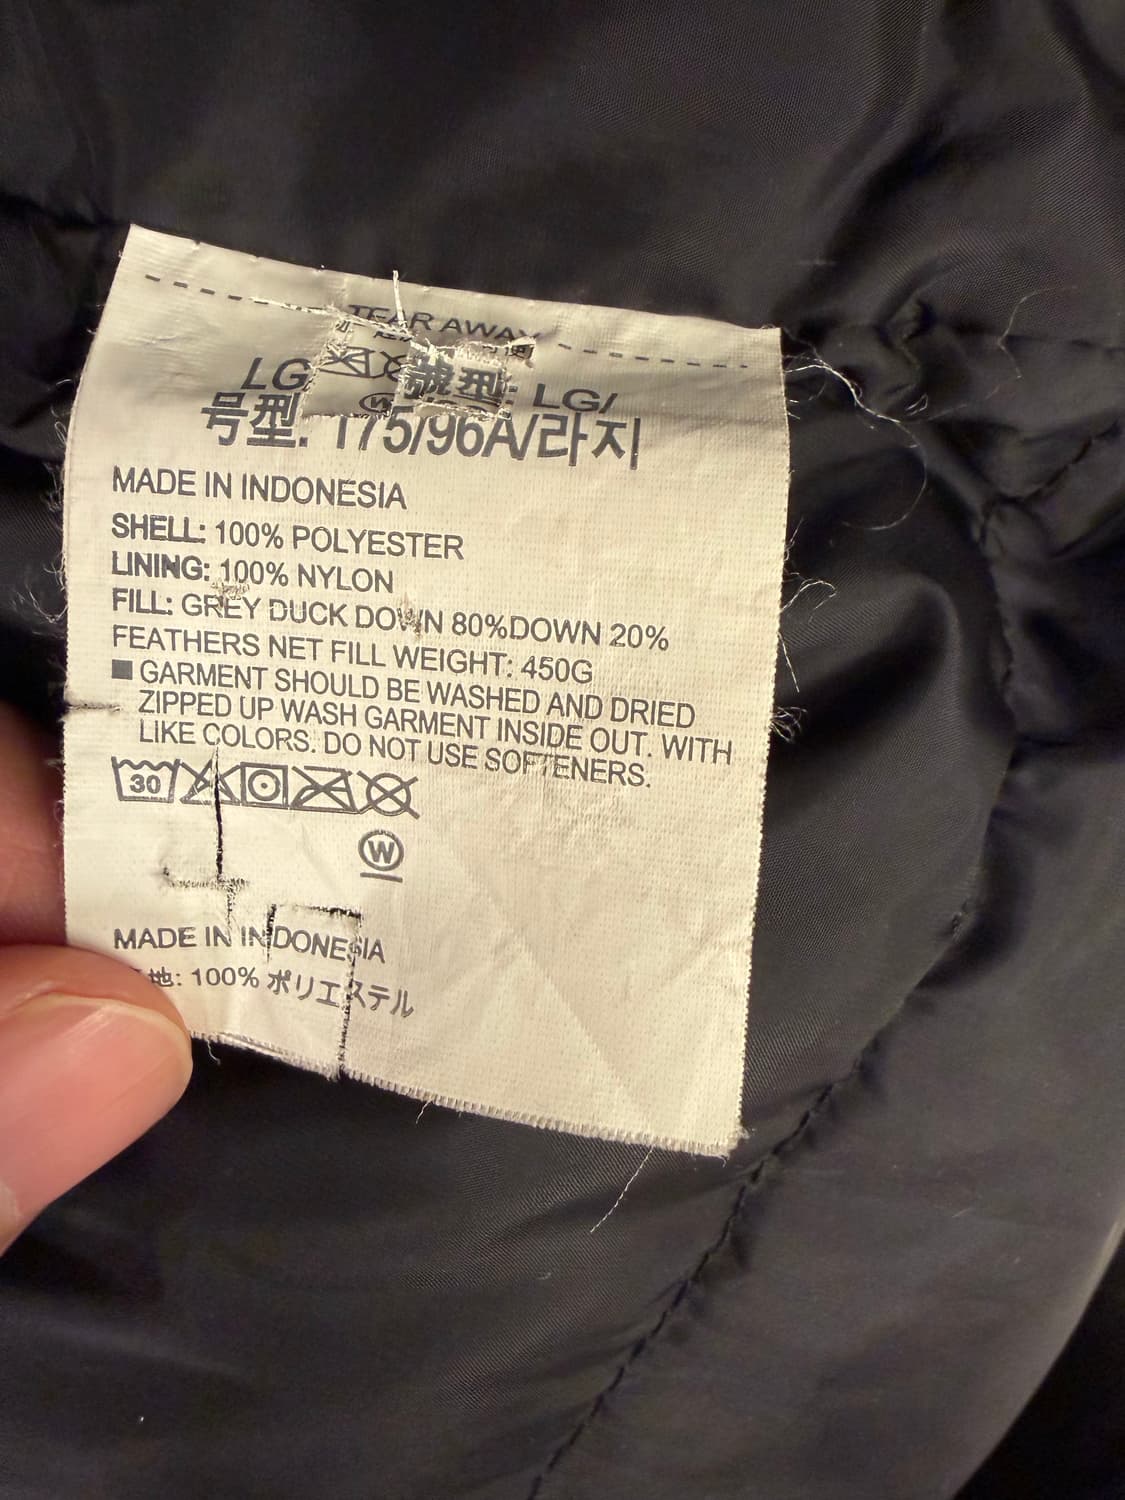 TEAR AWAY
LG 號型: LG/
号型: 175/96A/라지
MADE IN INDONESIA
SHELL: 100% POLYESTER
LINING: 100% NYLON
FILL: GREY DUCK DOWN 80%DOWN 20%
FEATHERS NET FILL WEIGHT: 450G
■ GARMENT SHOULD BE WASHED AND DRIED
ZIPPED UP WASH GARMENT INSIDE OUT. WITH
LIKE COLORS. DO NOT USE SOFTENERS.
30
W
MADE IN INDONESIA
地: 100% ポリエステル